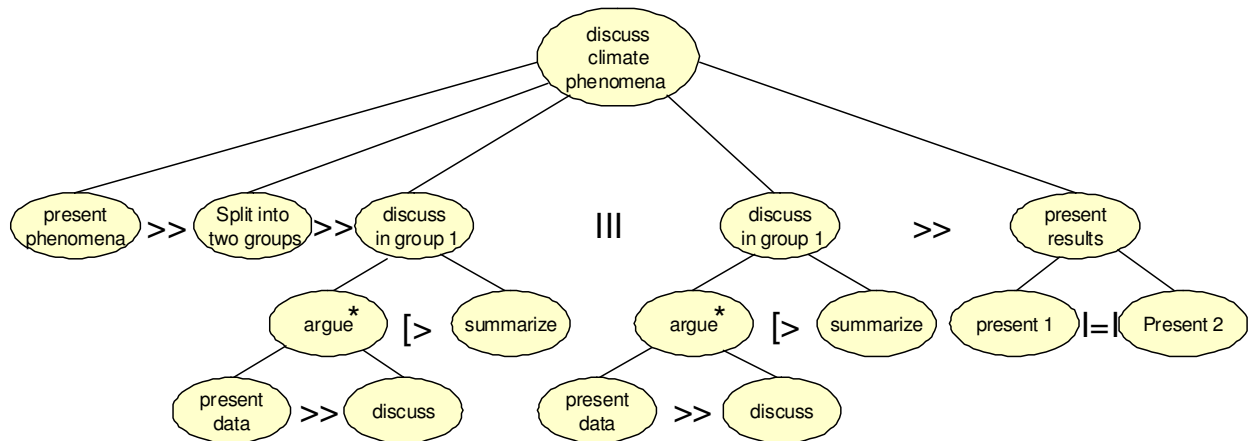 discuss
climate
phenomena
present
phenomena
>>
Split into
two groups
>>
discuss
in group 1
|||
discuss
in group 1
>>
present
results
argue*
[>
summarize
argue*
[>
summarize
present 1
|=|
Present 2
present
data
>>
discuss
present
data
>>
discuss